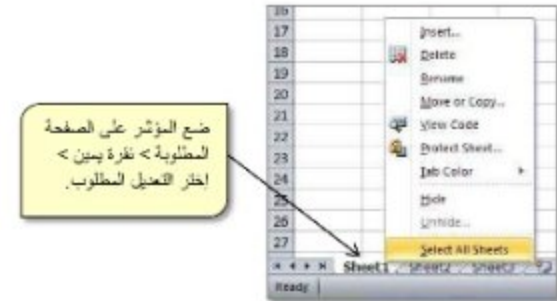 ضع المؤشر على الصفحة
المطلوبة > نقرة يمين >
اختر التعديل المطلوب.
16
17
18
19
20
21
22
23
24
25
26
27
Insert...
Delete
Rename
Move or Copy...
View Code
Protect Sheet...
Tab Color
Hide
Unhide...
Select All Sheets
Sheet1 Sheet2 Sheet3
Ready